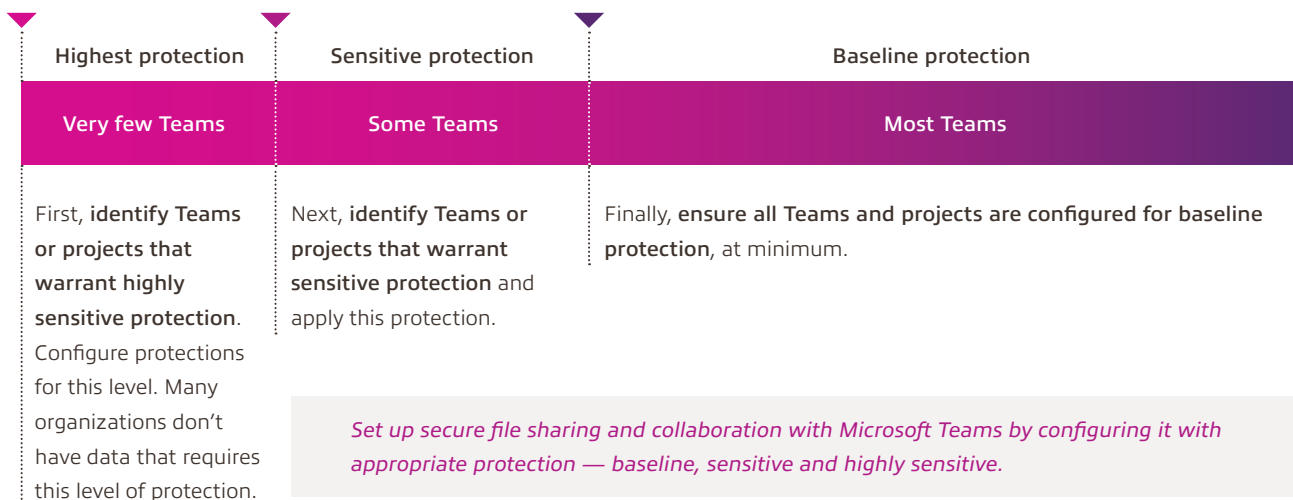 Highest protection
Sensitive protection
Baseline protection
Very few Teams
Some Teams
Most Teams
First, identify Teams
or projects that
warrant highly
sensitive protection.
Configure protections
for this level. Many
organizations don’t
have data that requires
this level of protection.
Next, identify Teams or
projects that warrant
sensitive protection and
apply this protection.
Finally, ensure all Teams and projects are configured for baseline
protection, at minimum.
Set up secure file sharing and collaboration with Microsoft Teams by configuring it with
appropriate protection — baseline, sensitive and highly sensitive.